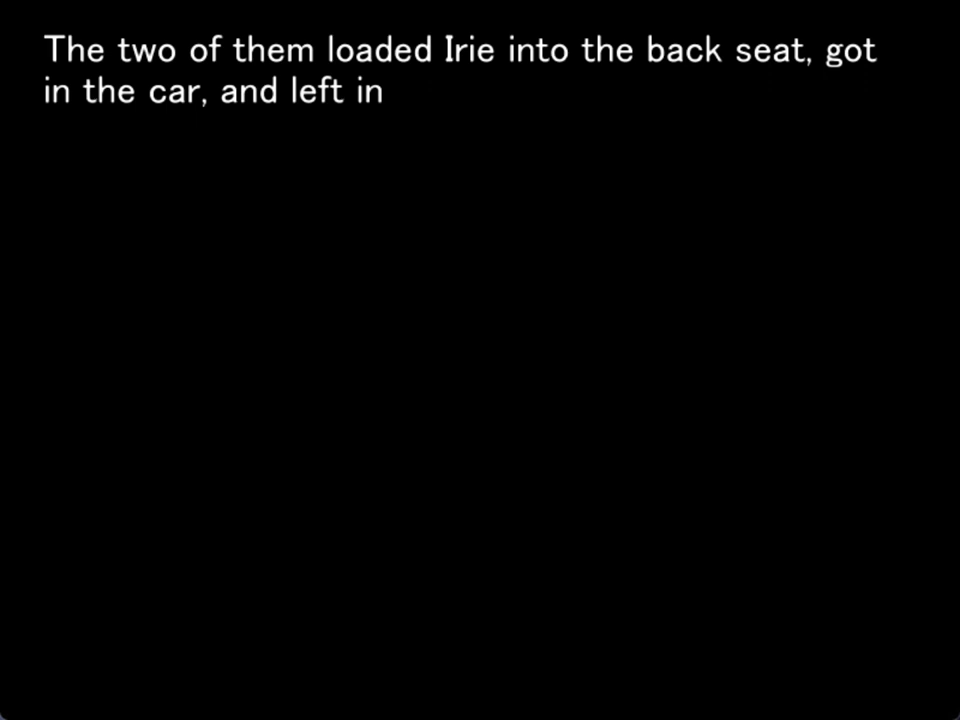 The two of them loaded Irie into the back seat, got
in the car, and left in